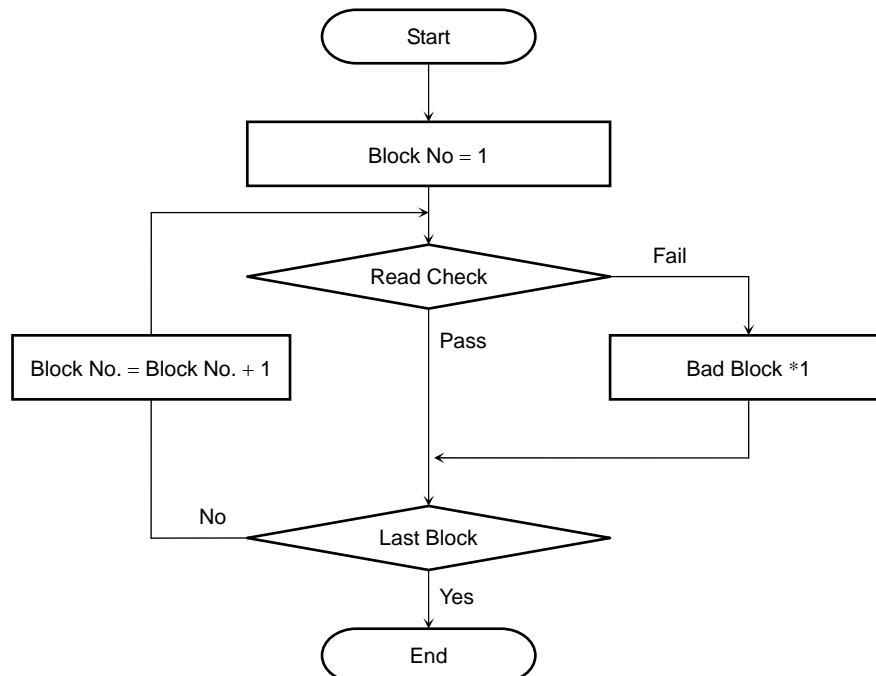 Start
Block No = 1
Read Check
Fail
Pass
Block No. = Block No. + 1
Bad Block *1
No
Last Block
Yes
End